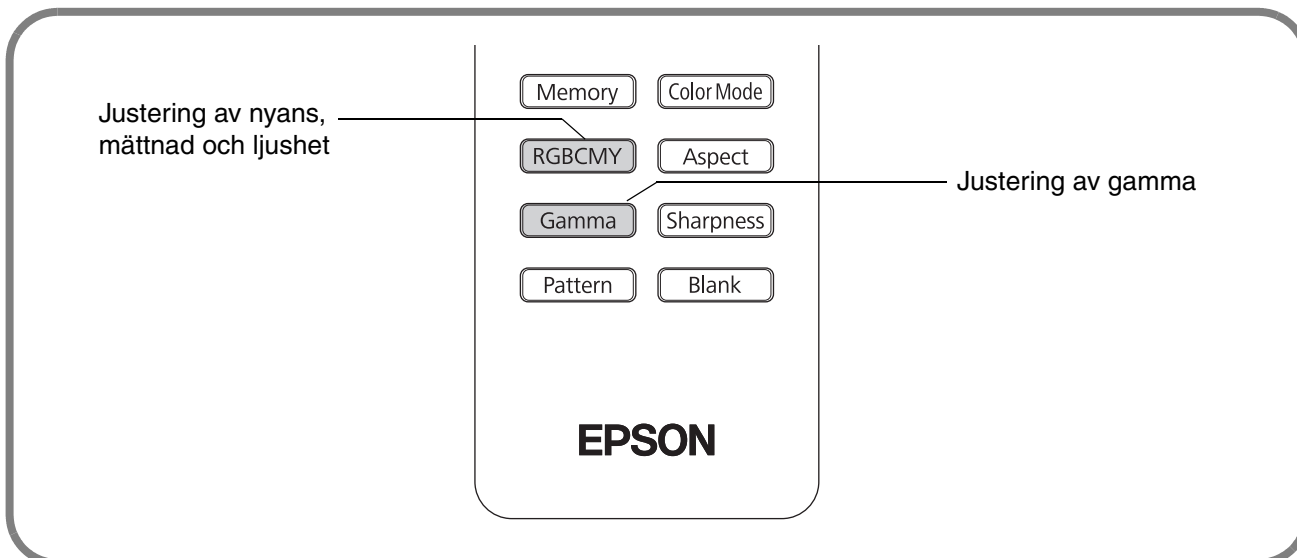 Justering av nyans,
mättnad och ljushet
Memory
Color Mode
RGBCMY
Aspect
Gamma
Sharpness
Pattern
Blank
Justering av gamma
EPSON